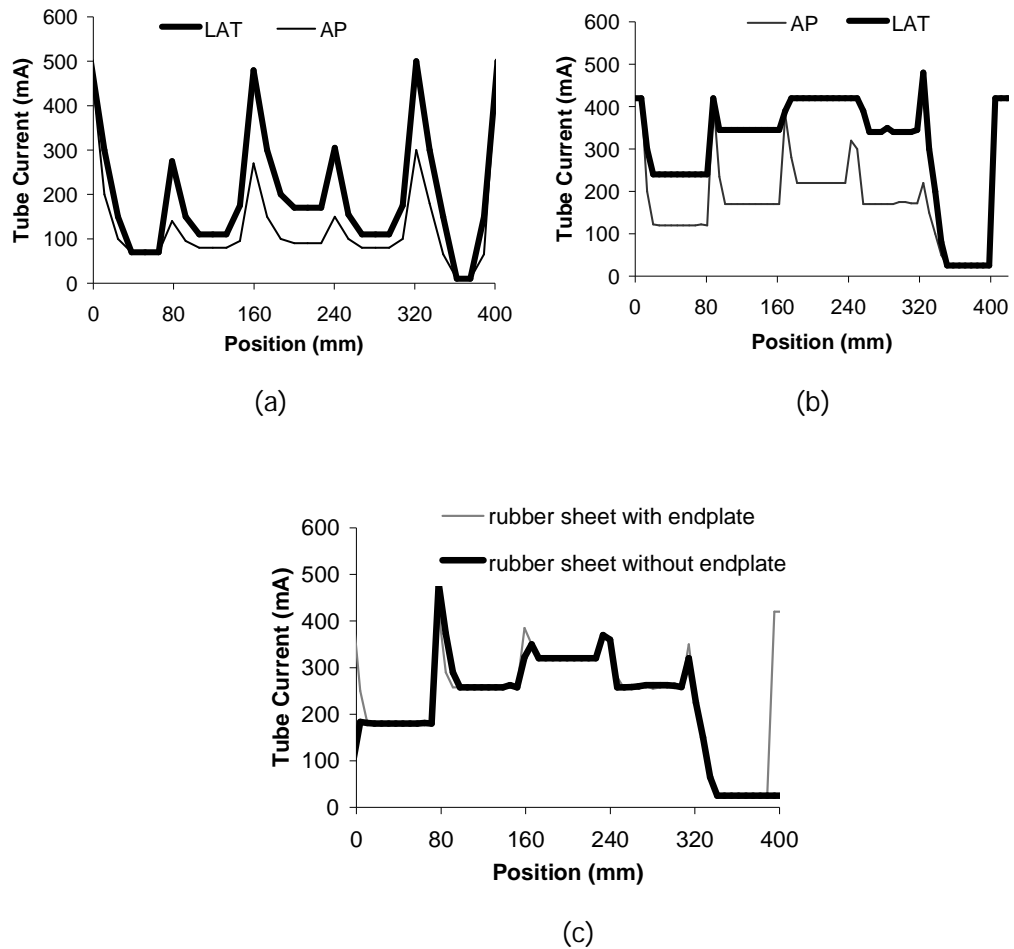 600
500
400
300
200
100
0
Tube Current (mA)
LAT AP
0 80 160 240 320 400
Position (mm)
(a)
600
500
400
300
200
100
0
Tube Current (mA)
AP LAT
0 80 160 240 320 400
Position (mm)
(b)
600
500
400
300
200
100
0
Tube Current (mA)
rubber sheet with endplate
rubber sheet without endplate
0 80 160 240 320 400
Position (mm)
(c)